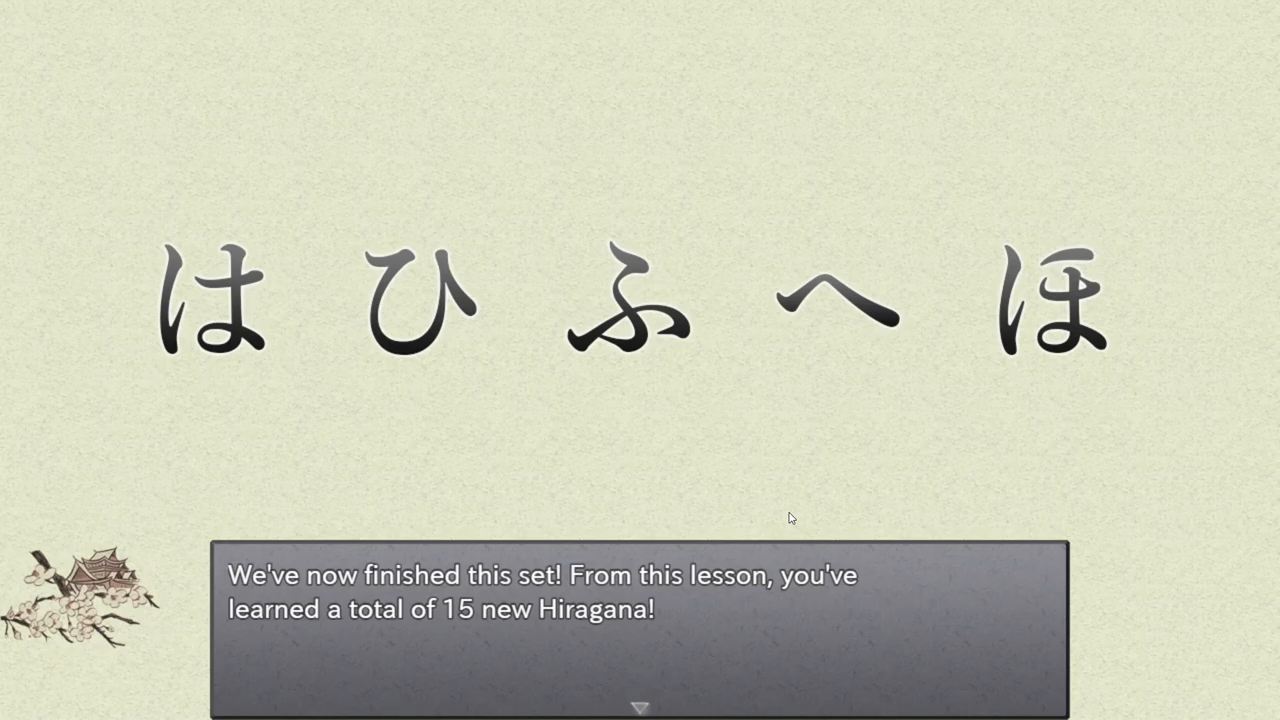 は ひ ふ へ ほ
We've now finished this set! From this lesson, you've
learned a total of 15 new Hiragana!